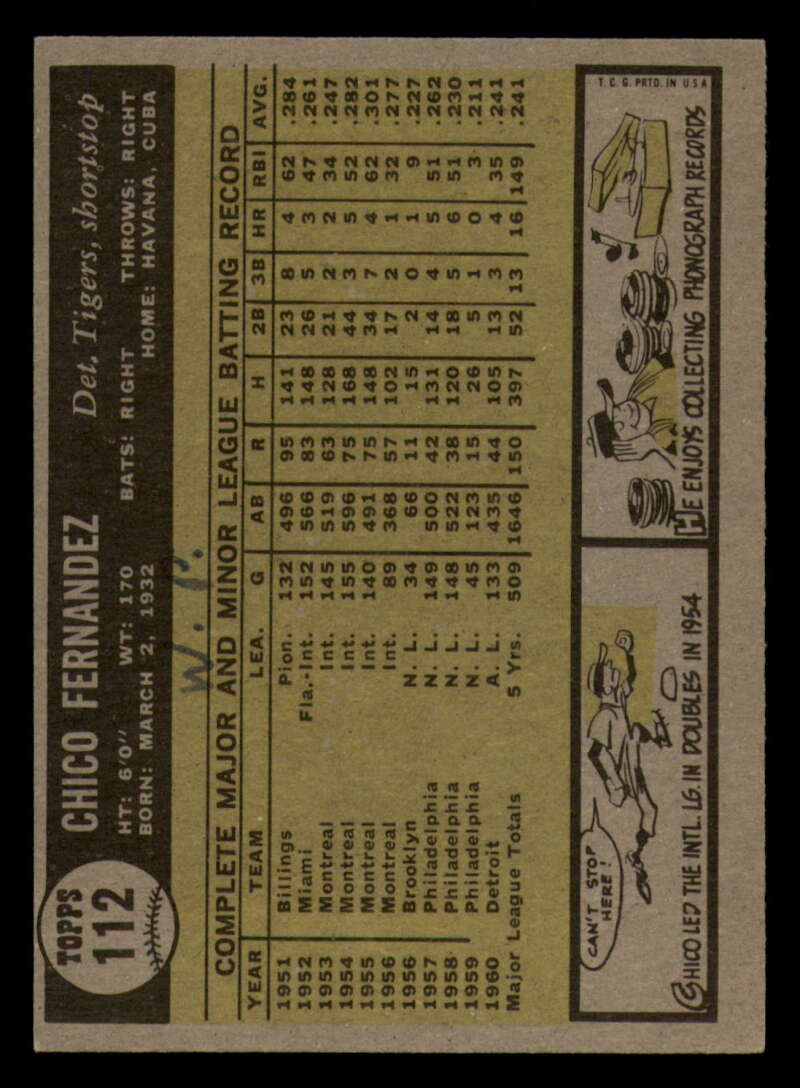 TOPPS
112
CHICO FERNANDEZ Det. Tigers, shortstop
HT: 6'0" WT: 170 BATS: RIGHT THROWS: RIGHT
BORN: MARCH 2, 1932 HOME: HAVANA, CUBA
COMPLETE MAJOR AND MINOR LEAGUE BATTING RECORD
YEAR TEAM LEA. G AB R H 2B 3B HR RBI AVG.
1951 Billings Pion. 132 496 95 141 23 8 4 62 .284
1952 Miami Fla.-Int. 152 566 83 148 26 5 3 47 .261
1953 Montreal Int. 145 519 63 128 21 2 2 34 .247
1954 Montreal Int. 155 596 75 168 44 3 5 52 .282
1955 Montreal Int. 140 491 75 148 34 7 4 62 .301
1956 Montreal Int. 89 368 57 102 17 2 1 32 .277
1956 Brooklyn N. L. 34 66 11 15 2 0 1 9 .227
1957 Philadelphia N. L. 149 500 42 131 14 4 5 51 .262
1958 Philadelphia N. L. 148 522 38 120 18 5 6 51 .230
1959 Philadelphia N. L. 45 123 15 26 5 1 0 3 .211
1960 Detroit A. L. 133 435 44 105 13 3 4 35 .241
Major League Totals 5 Yrs. 509 1646 150 397 52 13 16 149 .241
CAN'T STOP
HERE!
CHICO LED THE INTL. LG. IN DOUBLES IN 1954
T. C. G. PRTD. IN U S A
HE ENJOYS COLLECTING PHONOGRAPH RECORDS